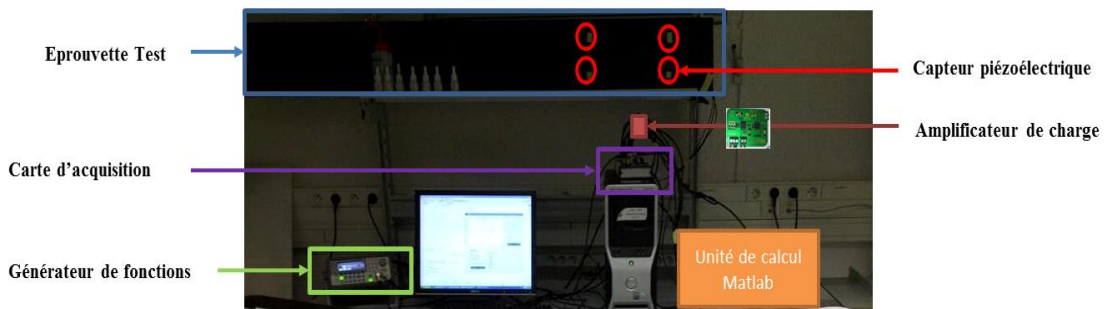 Eprouvette Test
Capteur piézoélectrique
Amplificateur de charge
Carte d'acquisition
Générateur de fonctions
Unité de calcul
Matlab